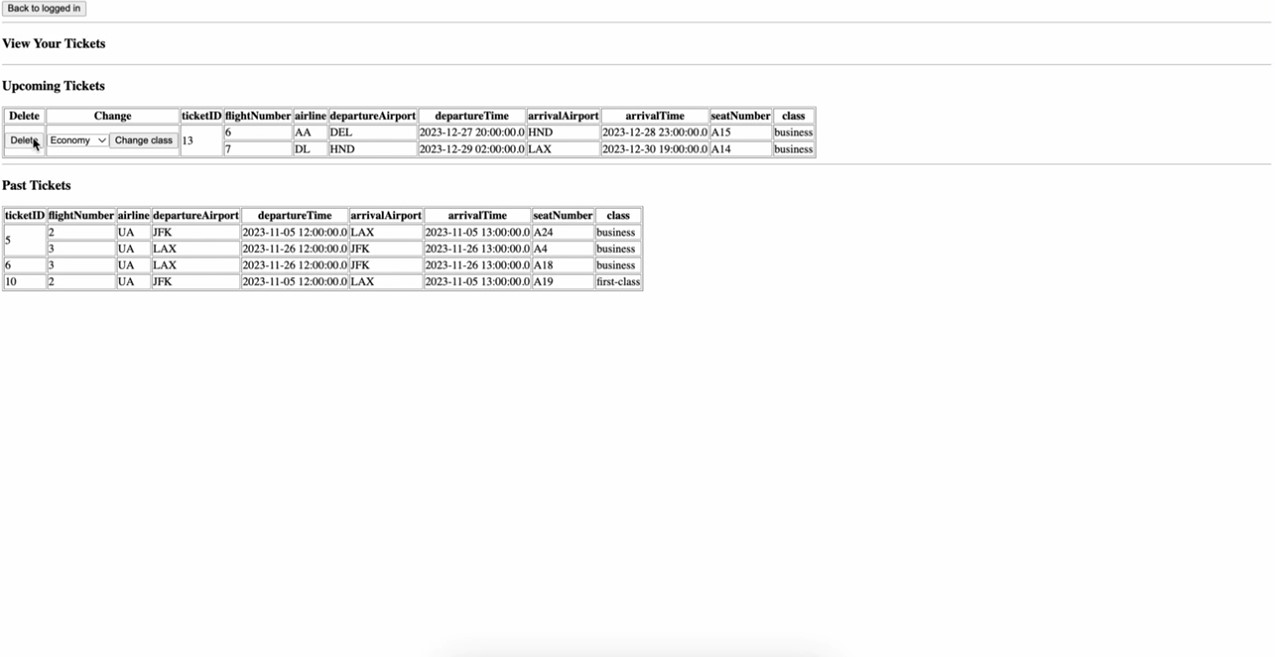 Back to logged in
View Your Tickets
Upcoming Tickets
Delete Change ticketID flightNumber airline departureAirport departureTime arrivalAirport arrivalTime seatNumber class
Delete Economy Change class 13 6 AA DEL 2023-12-27 20:00:00.0 HND 2023-12-28 23:00:00.0 A15 business
7 DL HND 2023-12-29 02:00:00.0 LAX 2023-12-30 19:00:00.0 A14 business
Past Tickets
ticketID flightNumber airline departureAirport departureTime arrivalAirport arrivalTime seatNumber class
5 2 UA JFK 2023-11-05 12:00:00.0 LAX 2023-11-05 13:00:00.0 A24 business
3 UA LAX 2023-11-26 12:00:00.0 JFK 2023-11-26 13:00:00.0 A4 business
6 3 UA LAX 2023-11-26 12:00:00.0 JFK 2023-11-26 13:00:00.0 A18 business
10 2 UA JFK 2023-11-05 12:00:00.0 LAX 2023-11-05 13:00:00.0 A19 first-class